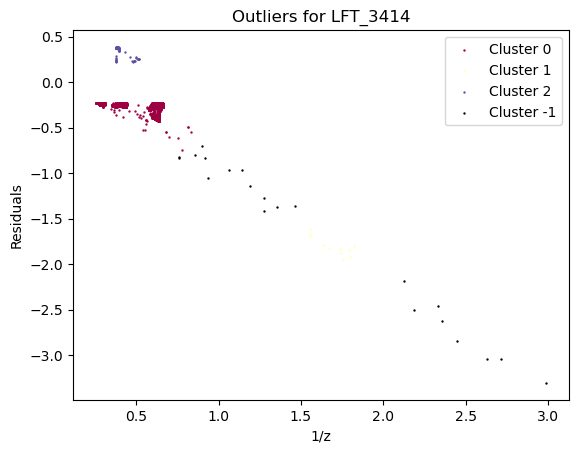 Outliers for LFT_3414
Cluster 0
Cluster 1
Cluster 2
Cluster -1
Residuals
0.5
0.0
−0.5
−1.0
−1.5
−2.0
−2.5
−3.0
0.5 1.0 1.5 2.0 2.5 3.0
1/z